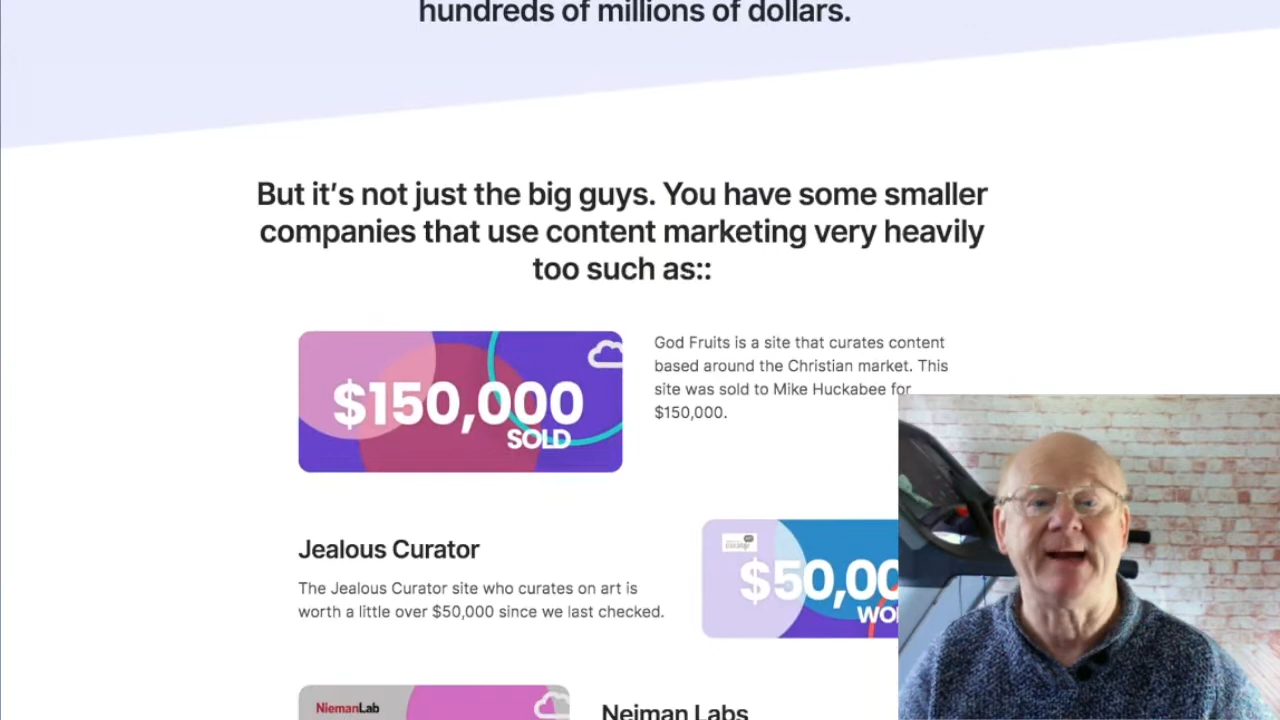 hundreds of millions of dollars.
But it's not just the big guys. You have some smaller
companies that use content marketing very heavily
too such as::
$150,000
SOLD
God Fruits is a site that curates content
based around the Christian market. This
site was sold to Mike Huckabee for
$150,000.
Jealous Curator
The Jealous Curator site who curates on art is
worth a little over $50,000 since we last checked.
$50,00
WO
NiemanLab
Neiman Labs